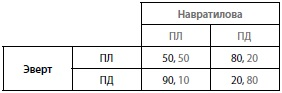 Навратилова
ПЛ ПД
Эверт ПЛ 50, 50 80, 20
ПД 90, 10 20, 80